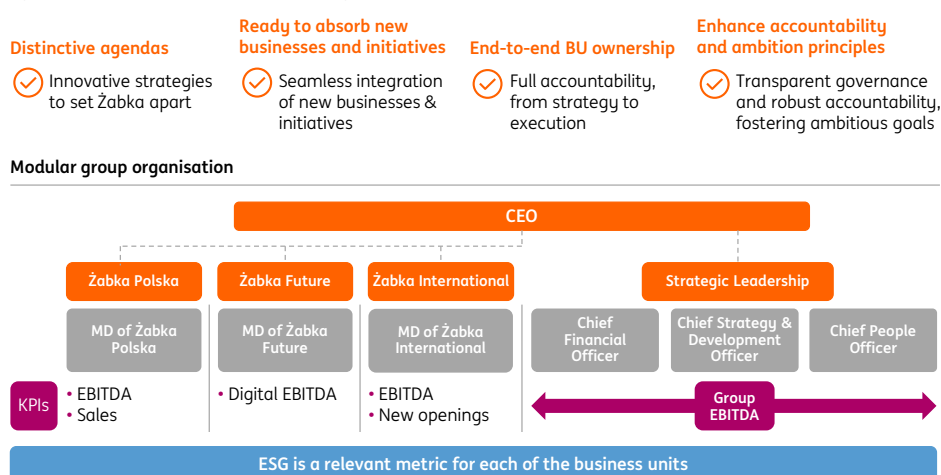 Distinctive agendas
Innovative strategies
to set Żabka apart
Ready to absorb new
businesses and initiatives
Seamless integration
of new businesses &
initiatives
End-to-end BU ownership
Full accountability,
from strategy to
execution
Enhance accountability
and ambition principles
Transparent governance
and robust accountability,
fostering ambitious goals
Modular group organisation
CEO
Żabka Polska
Żabka Future
Żabka International
Strategic Leadership
MD of Żabka
Polska
MD of Żabka
Future
MD of Żabka
International
Chief
Financial
Officer
Chief Strategy &
Development
Officer
Chief People
Officer
KPIs
• EBITDA
• Sales
• Digital EBITDA
• EBITDA
• New openings
Group
EBITDA
ESG is a relevant metric for each of the business units